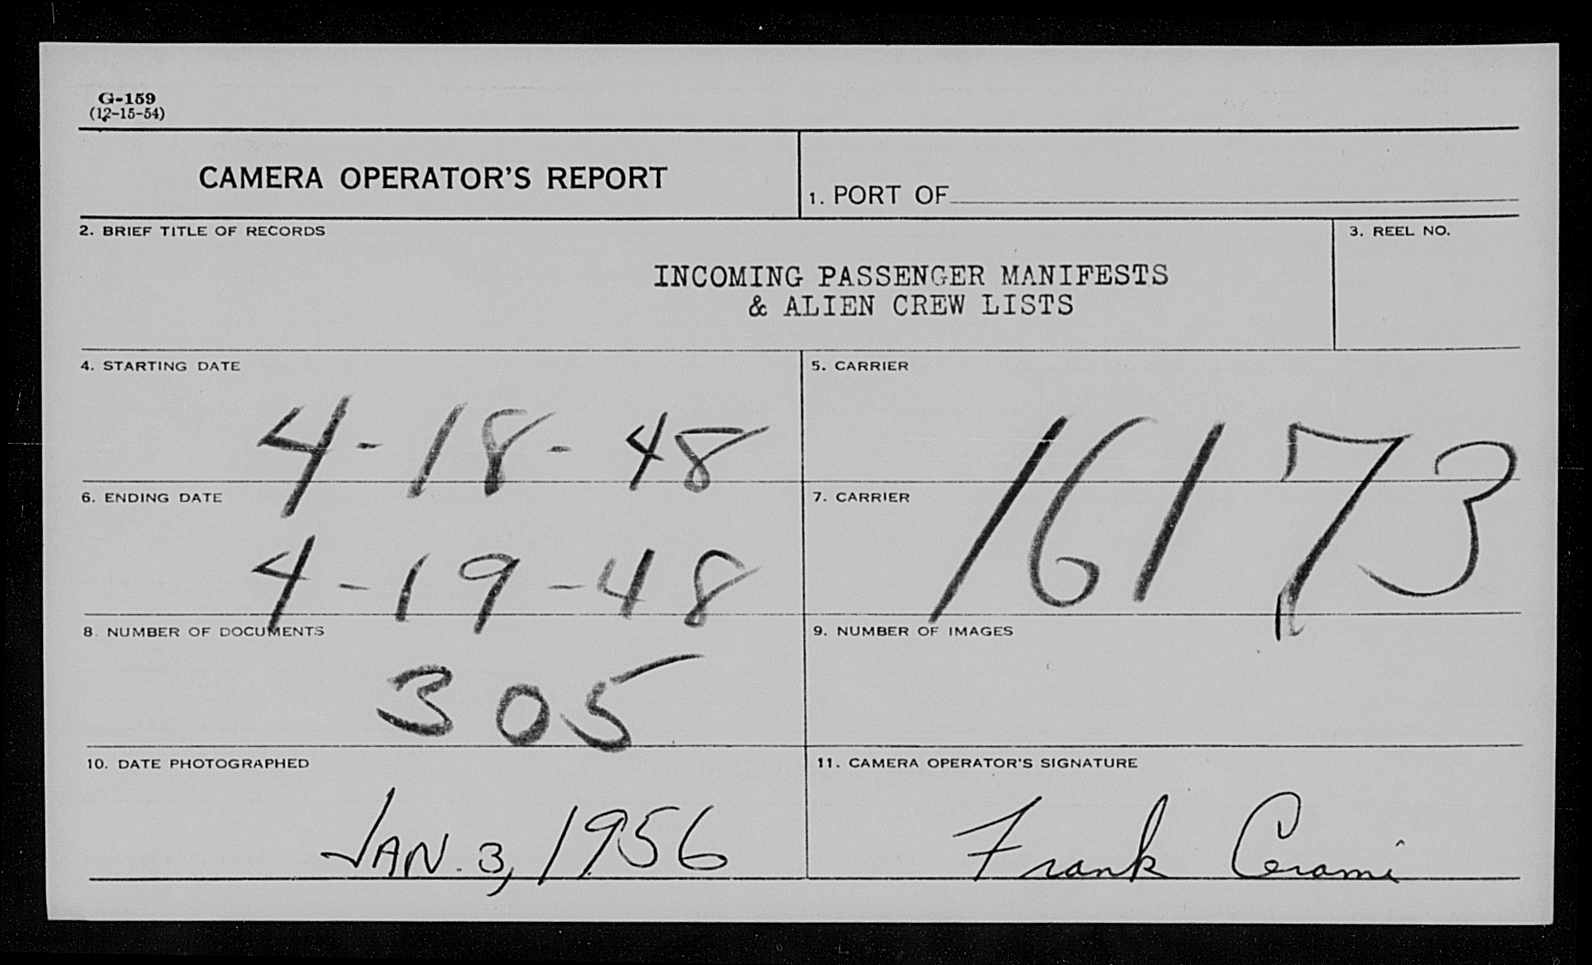 G-159
(12-15-54)
CAMERA OPERATOR'S REPORT
1. PORT OF
2. BRIEF TITLE OF RECORDS
INCOMING PASSENGER MANIFESTS
& ALIEN CREW LISTS
3. REEL NO.
4. STARTING DATE
4-18-48
5. CARRIER
16173
6. ENDING DATE
4-19-48
7. CARRIER
8. NUMBER OF DOCUMENTS
305
9. NUMBER OF IMAGES
10. DATE PHOTOGRAPHED
JAN. 3, 1956
11. CAMERA OPERATOR'S SIGNATURE
Frank Cerami